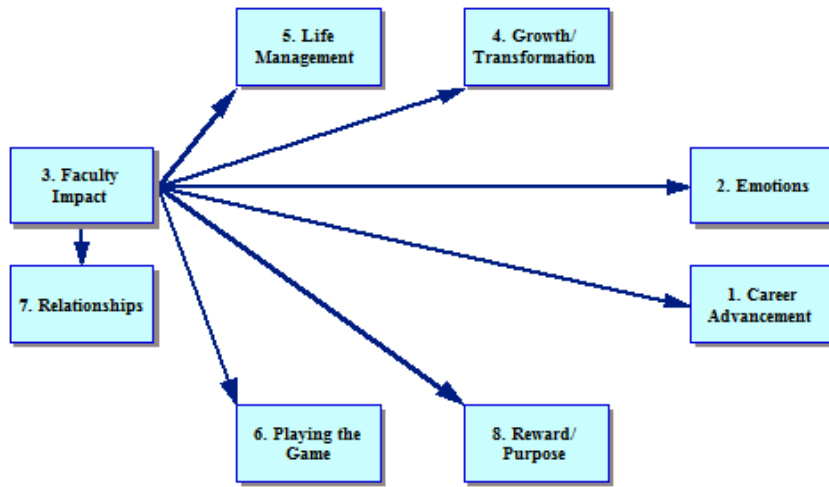 5. Life
Management
4. Growth/
Transformation
3. Faculty
Impact
2. Emotions
7. Relationships
1. Career
Advancement
6. Playing the
Game
8. Reward/
Purpose